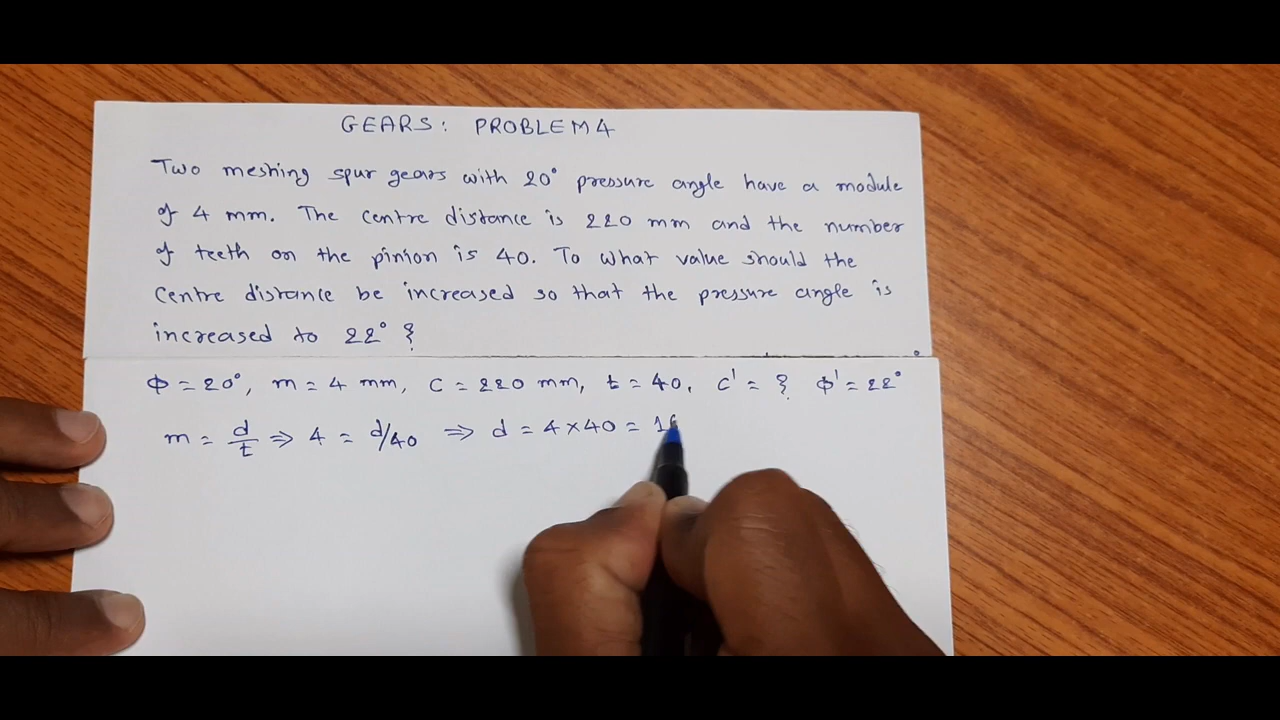 GEARS: PROBLEM 4
Two meshing spur gears with 20° pressure angle have a module
of 4 mm. The centre distance is 220 mm and the number
of teeth on the pinion is 40. To what value should the
centre distance be increased so that the pressure angle is
increased to 22° ?
Φ = 20°, m = 4 mm, C = 220 mm, t = 40, C' = ? Φ' = 22°
m = d/t ⇒ 4 = d/40 ⇒ d = 4×40 = 16